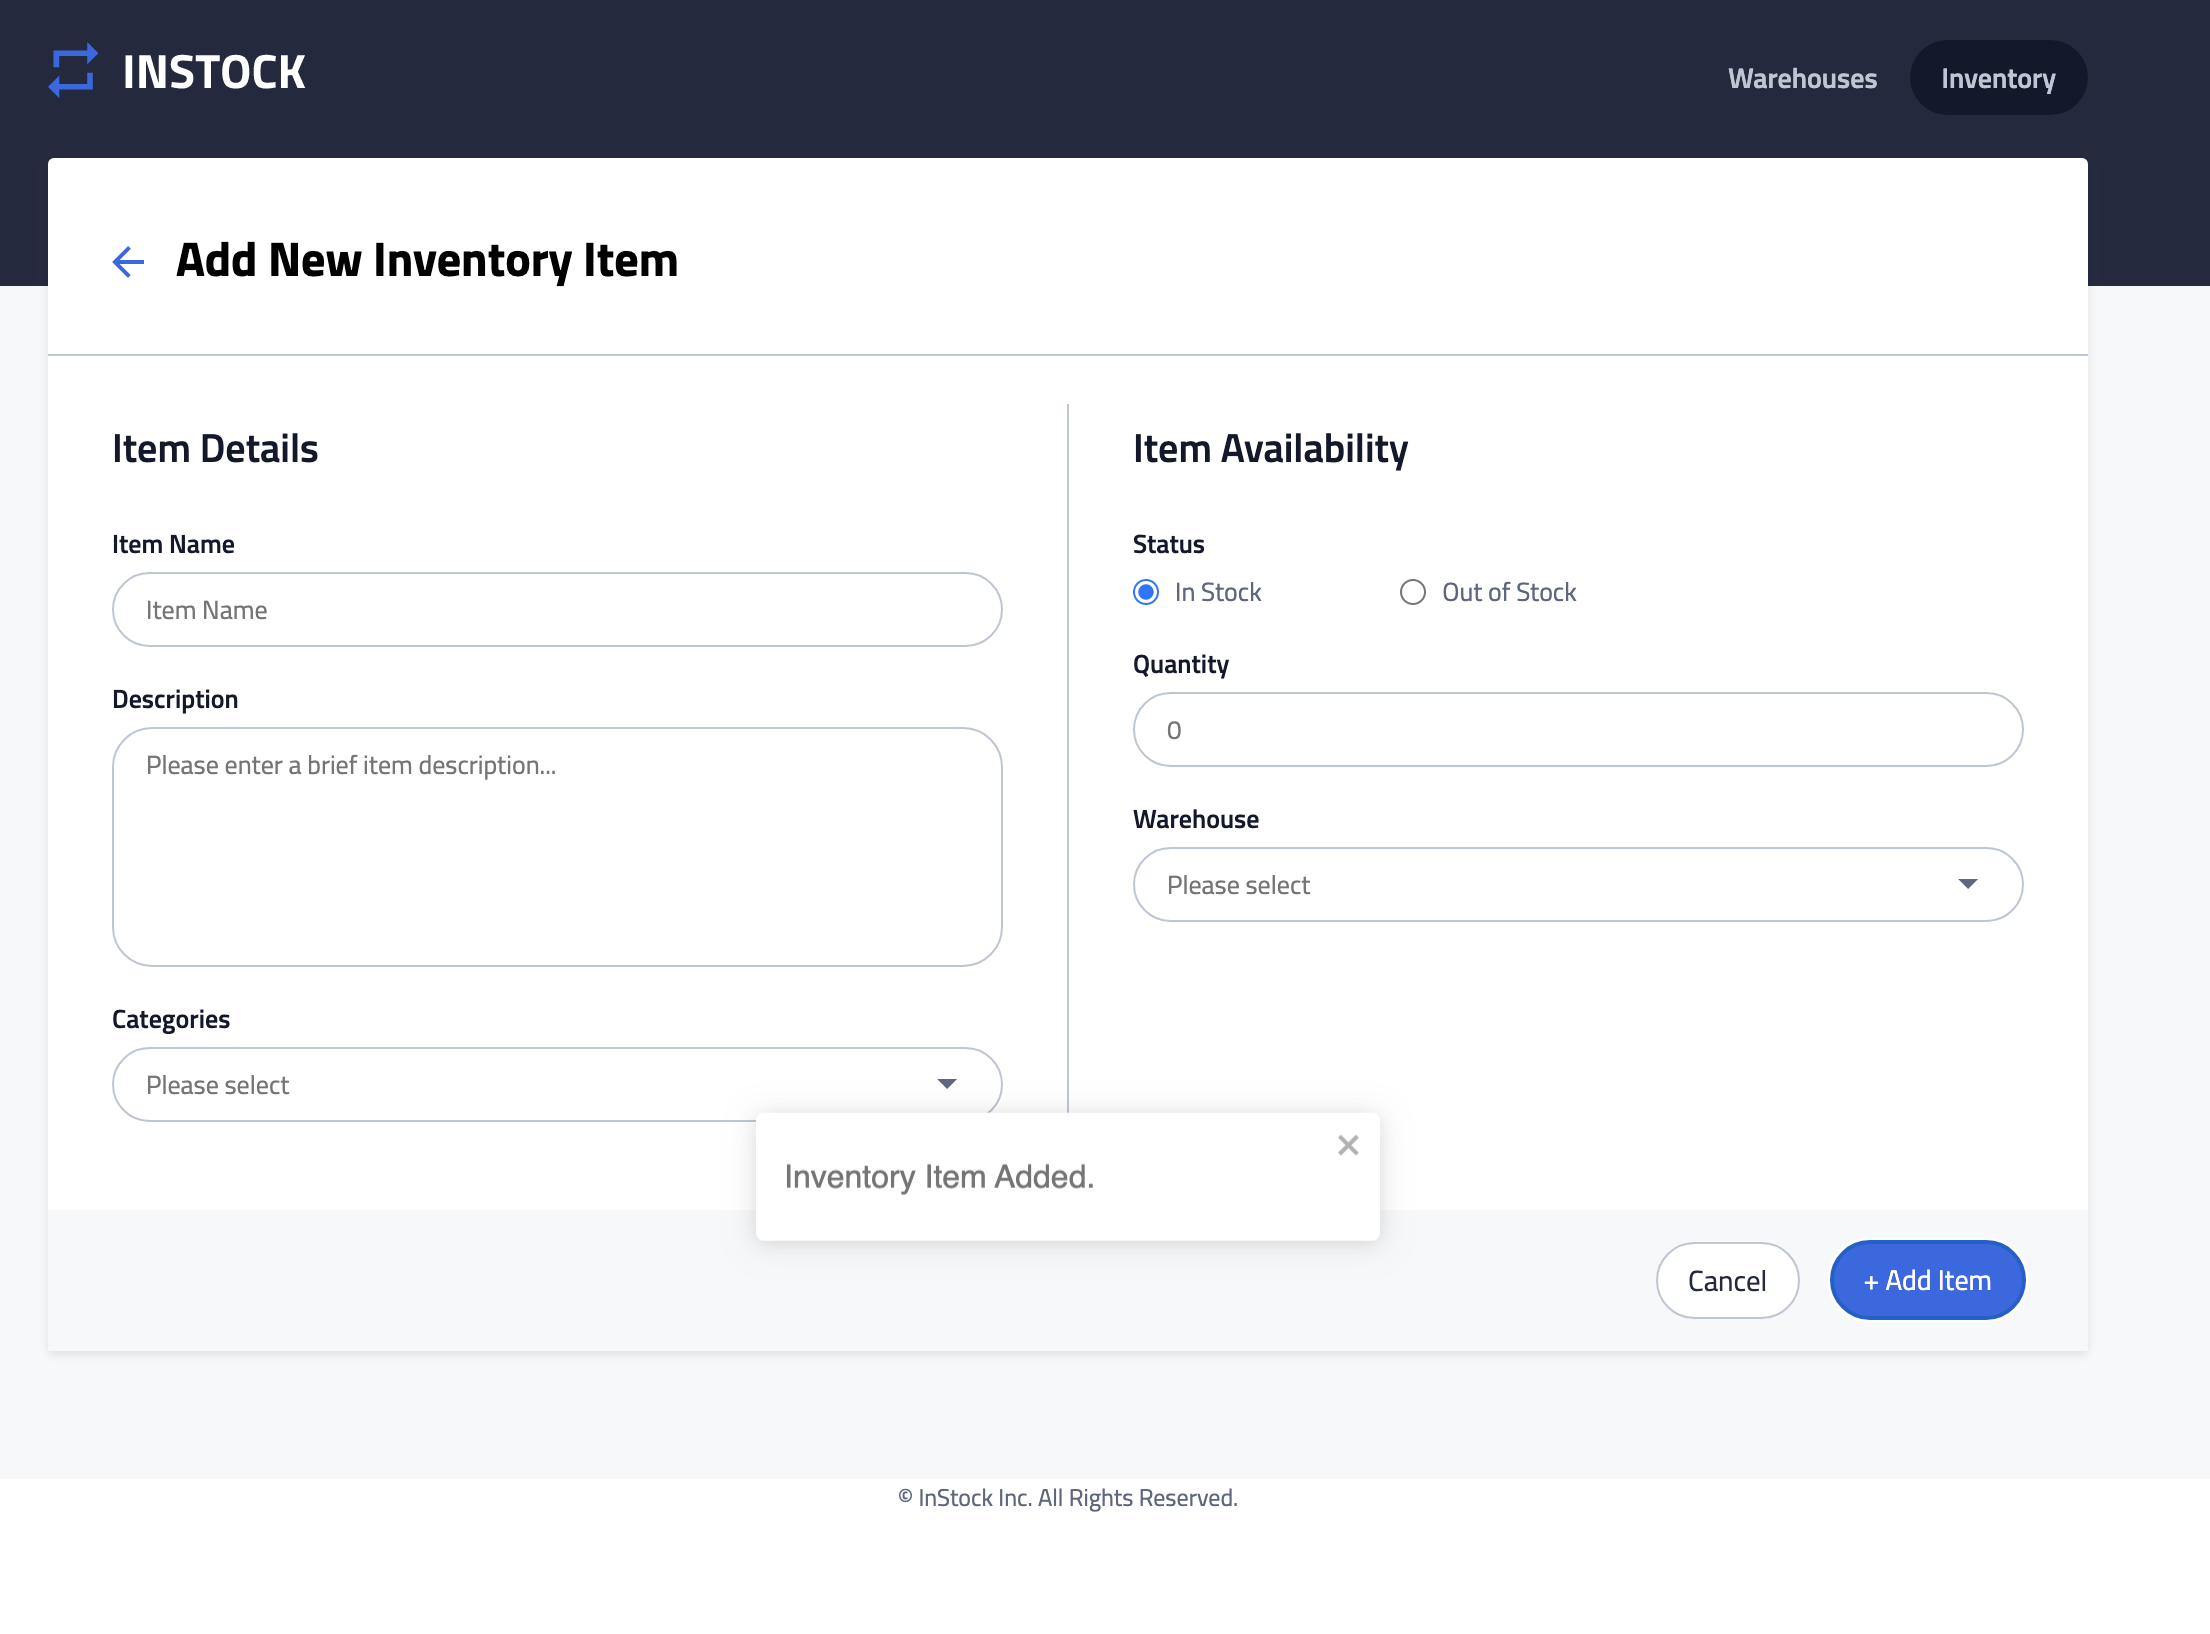 INSTOCK
Warehouses
Inventory
Add New Inventory Item
Item Details
Item Name
Item Name
Description
Please enter a brief item description...
Categories
Please select
Item Availability
Status
In Stock
Out of Stock
Quantity
0
Warehouse
Please select
Inventory Item Added.
Cancel
+ Add Item
© InStock Inc. All Rights Reserved.